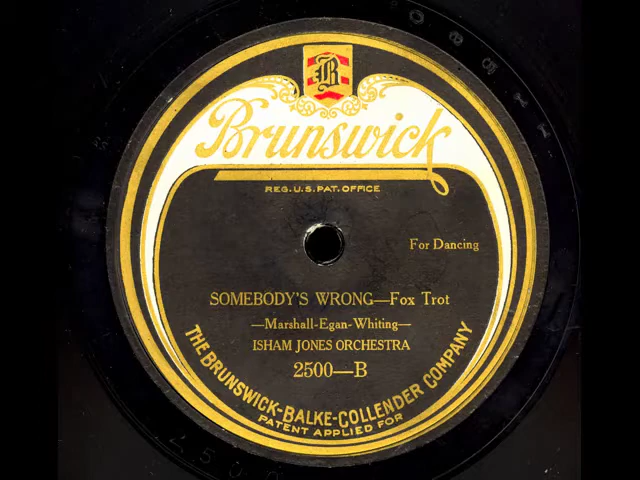 B
Brunswick
REG. U.S. PAT. OFFICE
For Dancing
SOMEBODY'S WRONG—Fox Trot
—Marshall-Egan-Whiting—
ISHAM JONES ORCHESTRA
2500—B
THE BRUNSWICK-BALKE-COLLENDER COMPANY
PATENT APPLIED FOR